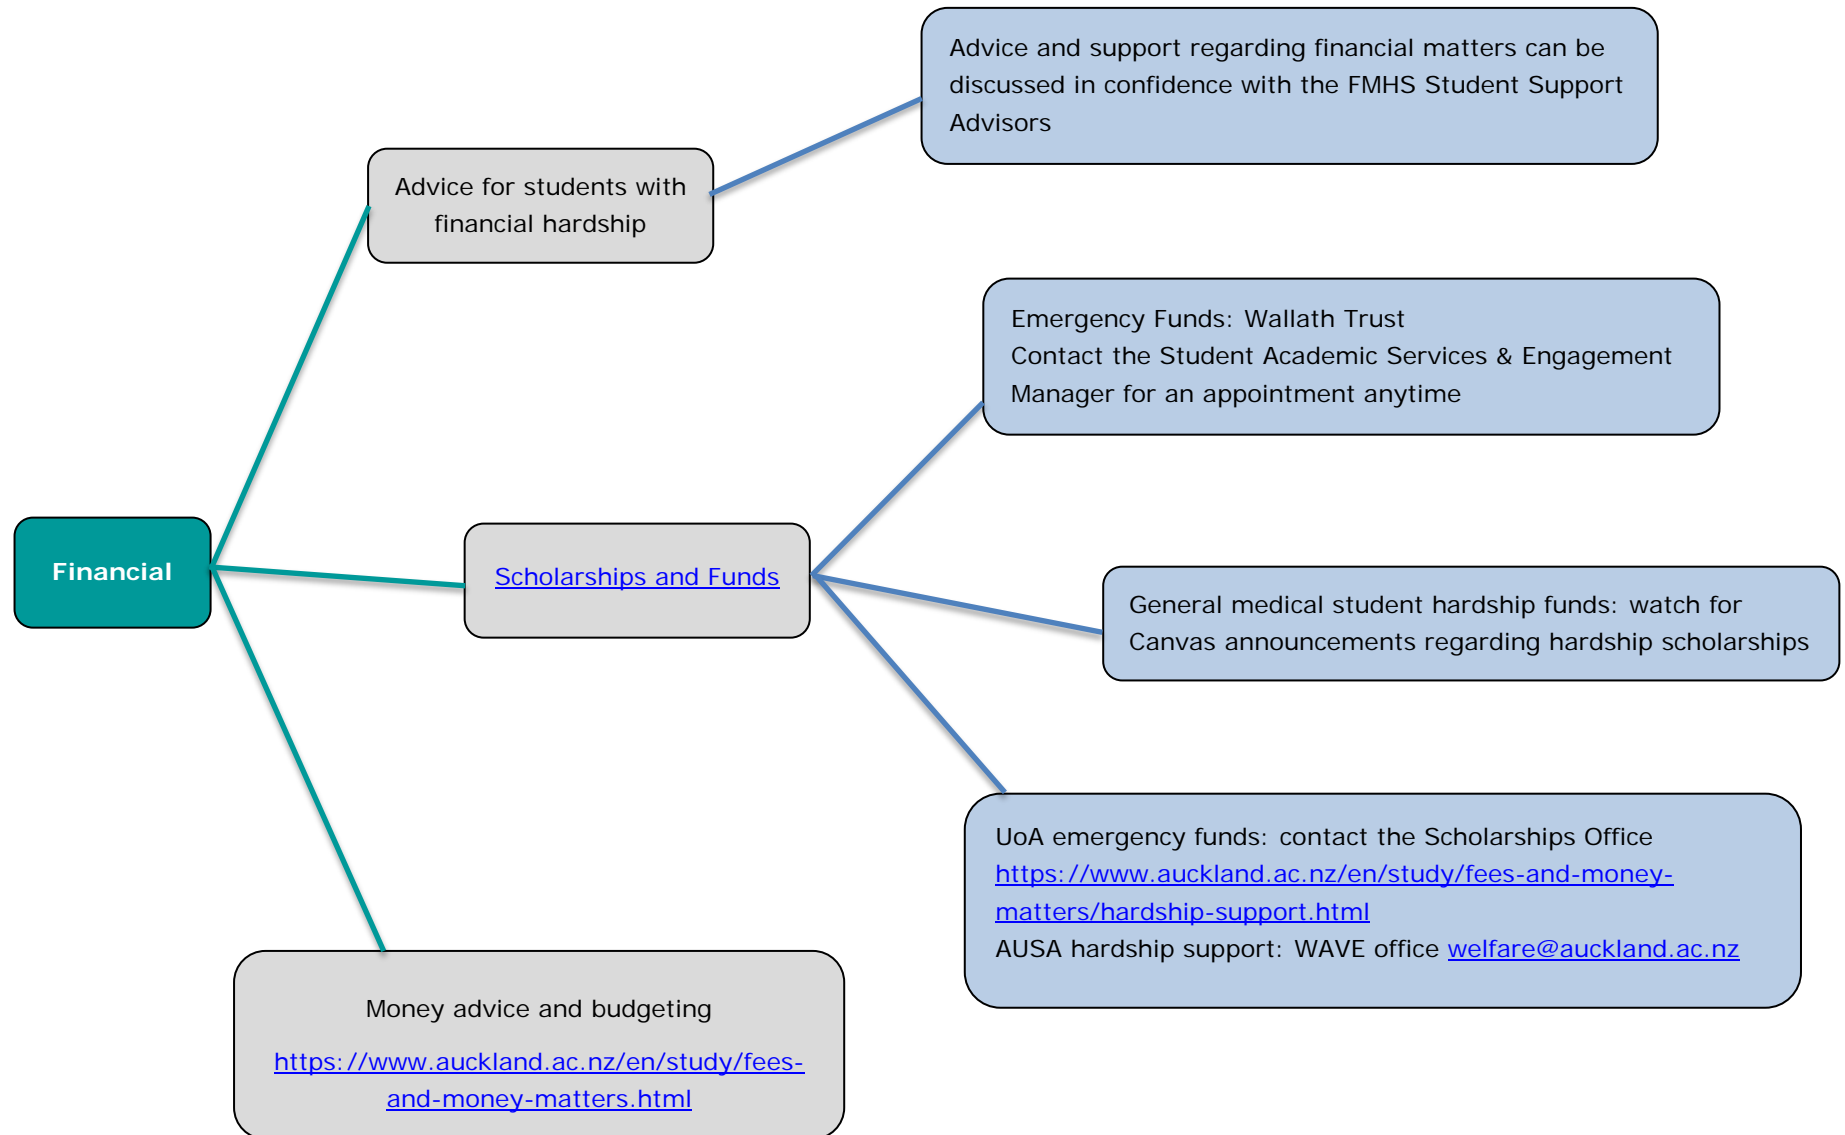 Advice and support regarding financial matters can be
discussed in confidence with the FMHS Student Support
Advisors
Advice for students with
financial hardship
Emergency Funds: Wallath Trust
Contact the Student Academic Services & Engagement
Manager for an appointment anytime
Financial
Scholarships and Funds
General medical student hardship funds: watch for
Canvas announcements regarding hardship scholarships
UoA emergency funds: contact the Scholarships Office
https://www.auckland.ac.nz/en/study/fees-and-money-
matters/hardship-support.html
AUSA hardship support: WAVE office welfare@auckland.ac.nz
Money advice and budgeting
https://www.auckland.ac.nz/en/study/fees-
and-money-matters.html